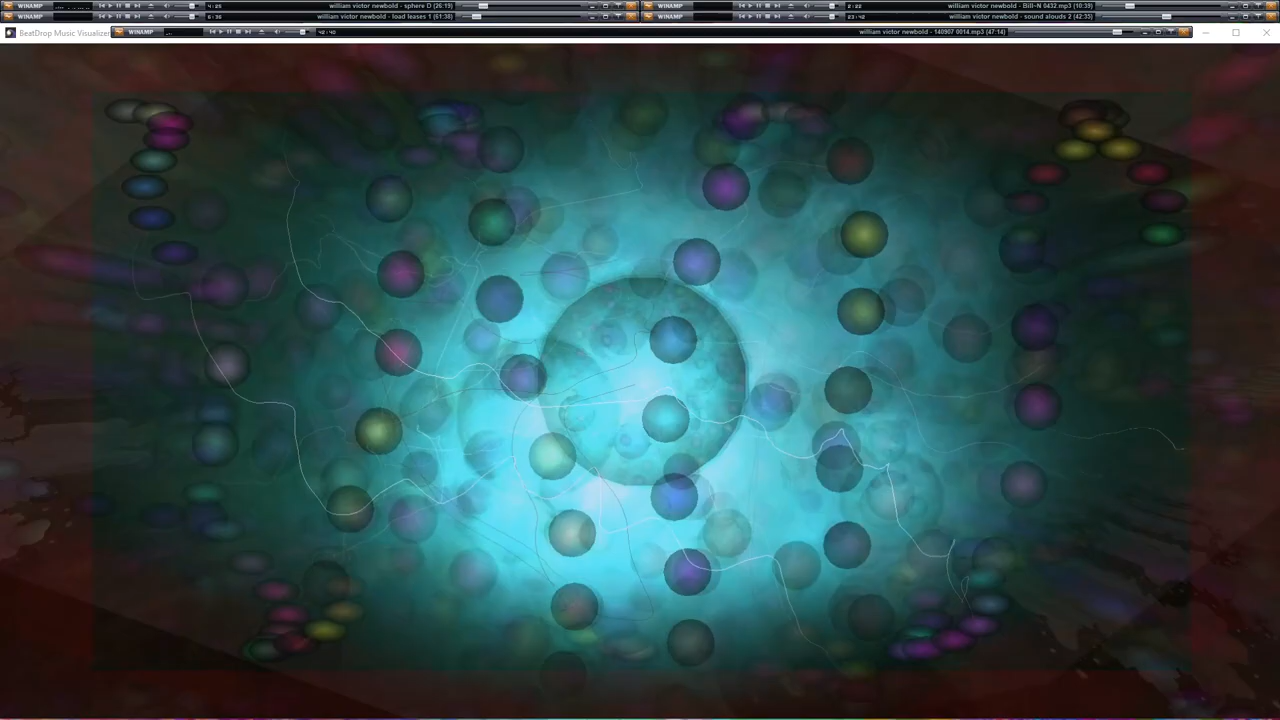 WINAMP 4:25 william victor newbold - sphere D (26:19) WINAMP 2:22 william victor newbold - Bill-N 0432.mp3 (10:39)
WINAMP 6:36 william victor newbold - load leases 1 (61:38) WINAMP 23:42 william victor newbold - sound alouds 2 (42:35)
BeatDrop Music Visualizer WINAMP 42:40 william victor newbold - 140907 0014.mp3 (47:14)